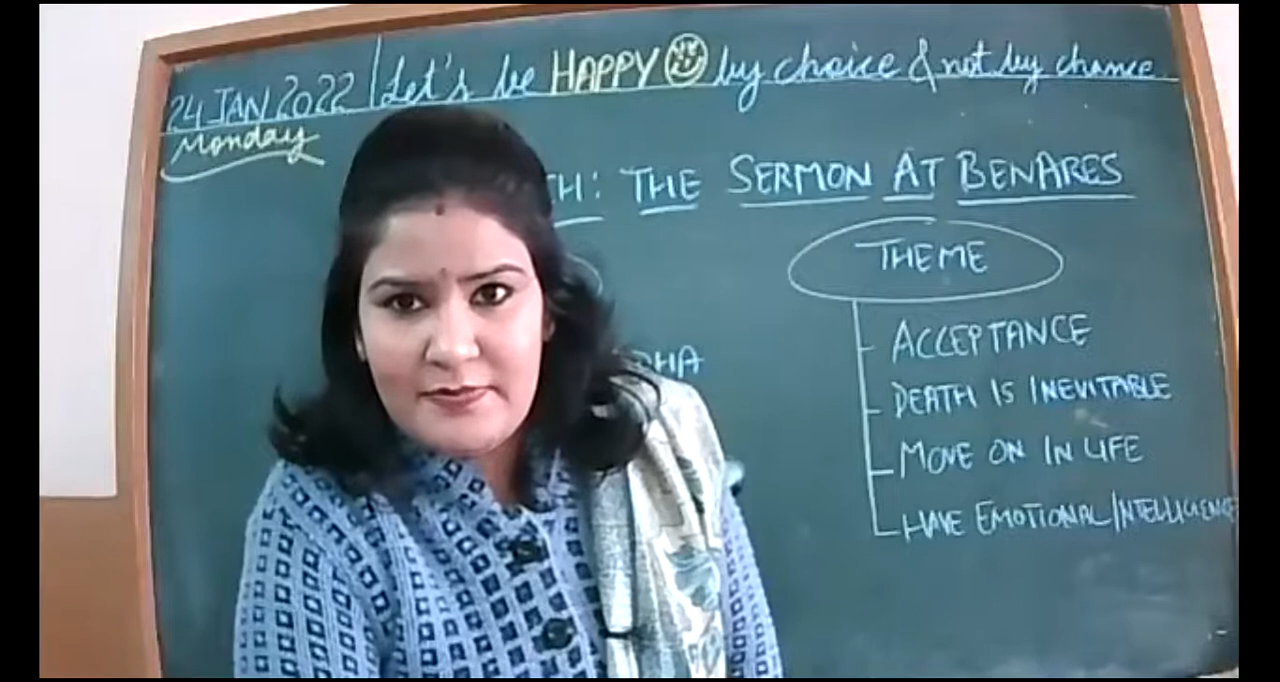 24 JAN 2022 | Let's be HAPPY by choice & not by chance
Monday
TH: THE SERMON AT BENARES
THEME
DHA
ACCEPTANCE
DEATH IS INEVITABLE
MOVE ON IN LIFE
HAVE EMOTIONAL INTELLIGENCE